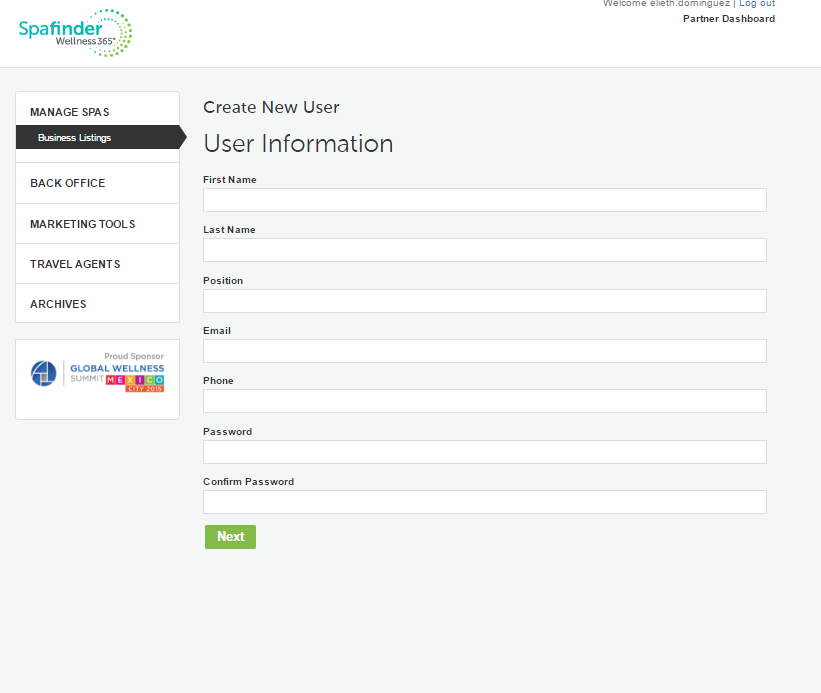 Welcome elieth.dominguez | Log out
Partner Dashboard
Spafinder
Wellness365™
MANAGE SPAS
Business Listings
BACK OFFICE
MARKETING TOOLS
TRAVEL AGENTS
ARCHIVES
Proud Sponsor
GLOBAL WELLNESS
SUMMIT MEXICO
CITY 2015
Create New User
User Information
First Name
Last Name
Position
Email
Phone
Password
Confirm Password
Next